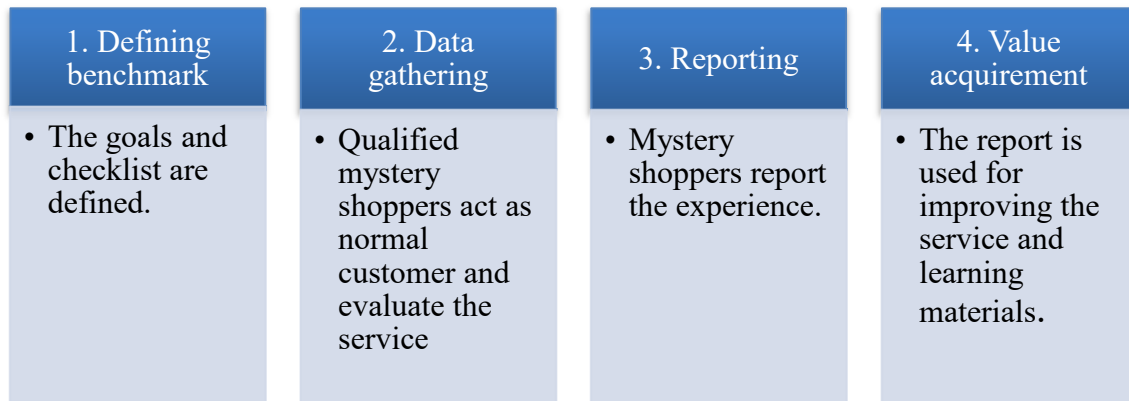 1. Defining
benchmark
• The goals and
checklist are
defined.
2. Data
gathering
• Qualified
mystery
shoppers act as
normal
customer and
evaluate the
service
3. Reporting
• Mystery
shoppers report
the experience.
4. Value
acquirement
• The report is
used for
improving the
service and
learning
materials.